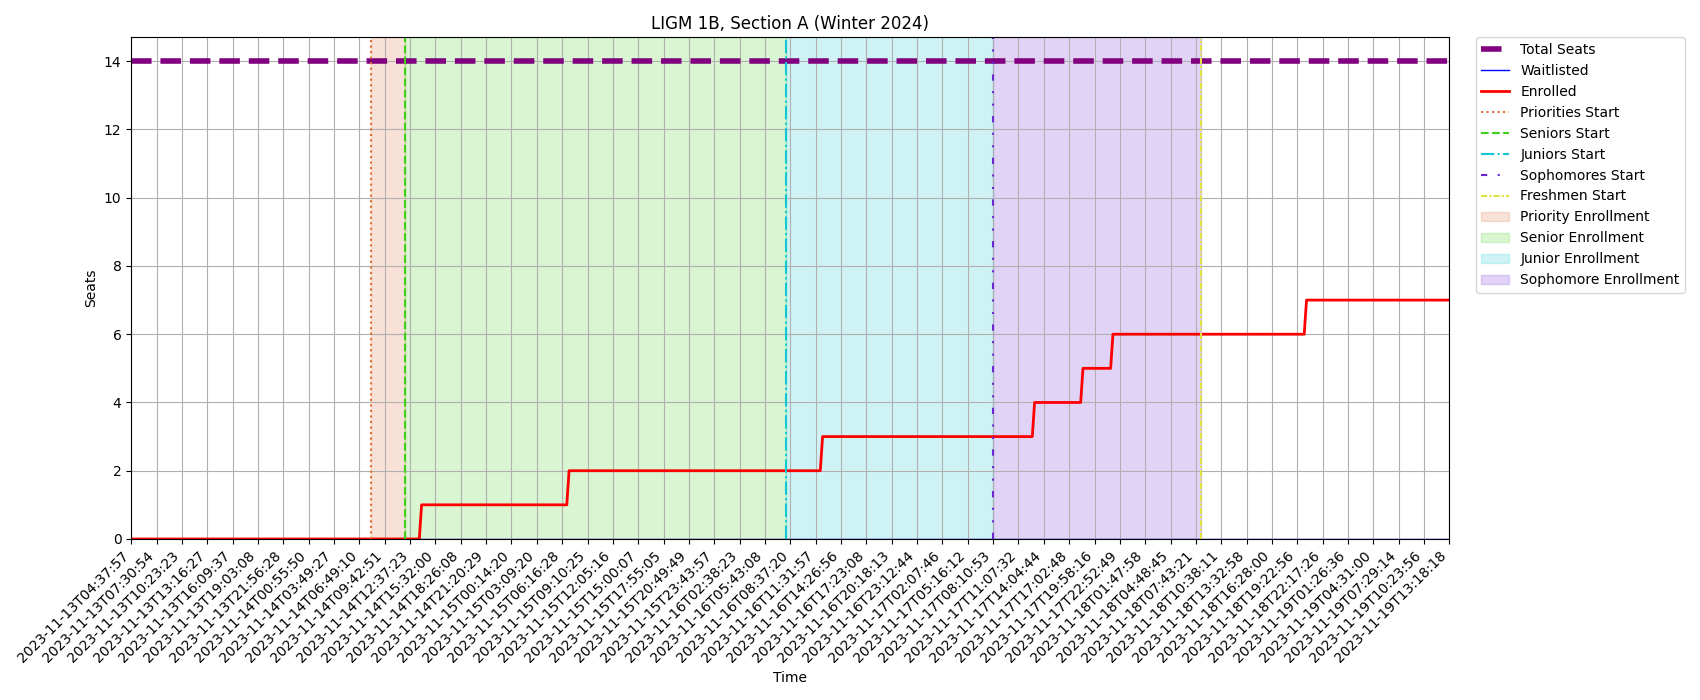 LIGM 1B, Section A (Winter 2024)
Total Seats
Waitlisted
Enrolled
Priorities Start
Seniors Start
Juniors Start
Sophomores Start
Freshmen Start
Priority Enrollment
Senior Enrollment
Junior Enrollment
Sophomore Enrollment
Seats
14
12
10
8
6
4
2
0
2023-11-13T04:37:57
2023-11-13T07:30:54
2023-11-13T10:23:23
2023-11-13T13:16:27
2023-11-13T16:09:37
2023-11-13T19:03:08
2023-11-13T21:56:28
2023-11-14T00:55:50
2023-11-14T03:49:27
2023-11-14T06:49:10
2023-11-14T09:42:51
2023-11-14T12:37:23
2023-11-14T15:32:00
2023-11-14T18:26:08
2023-11-14T21:20:29
2023-11-15T00:14:20
2023-11-15T03:09:20
2023-11-15T06:16:28
2023-11-15T09:10:25
2023-11-15T12:05:16
2023-11-15T15:00:07
2023-11-15T17:55:05
2023-11-15T20:49:49
2023-11-15T23:43:57
2023-11-16T02:38:23
2023-11-16T05:43:08
2023-11-16T08:37:20
2023-11-16T11:31:57
2023-11-16T14:26:56
2023-11-16T17:23:08
2023-11-16T20:18:13
2023-11-16T23:12:44
2023-11-17T02:07:46
2023-11-17T05:16:12
2023-11-17T08:10:53
2023-11-17T11:07:32
2023-11-17T14:04:44
2023-11-17T17:02:48
2023-11-17T19:58:16
2023-11-17T22:52:49
2023-11-18T01:47:58
2023-11-18T04:48:45
2023-11-18T07:43:21
2023-11-18T10:38:11
2023-11-18T13:32:58
2023-11-18T16:28:00
2023-11-18T19:22:56
2023-11-18T22:17:26
2023-11-19T01:26:36
2023-11-19T04:31:00
2023-11-19T07:29:14
2023-11-19T10:23:56
2023-11-19T13:18:18
Time